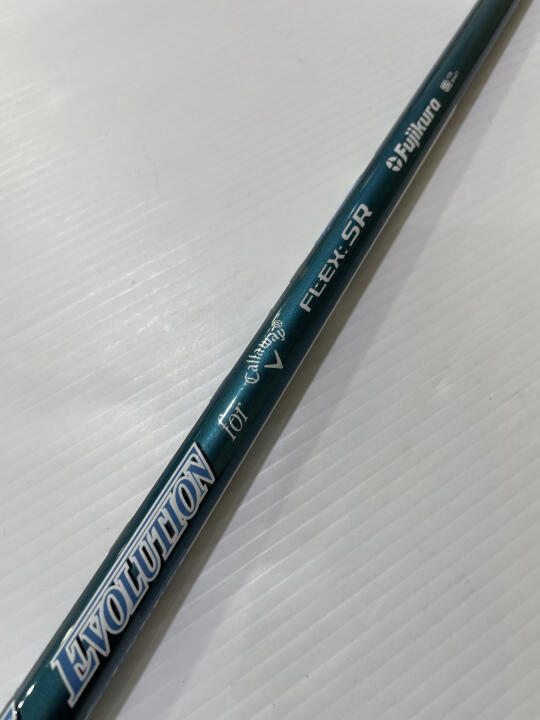 EVOLUTION
for
Callaway®
FLEX: SR
Fujikura